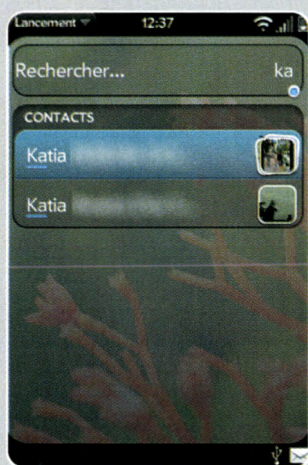 Lancement 12:37
Rechercher... ka
CONTACTS
Katia
Katia